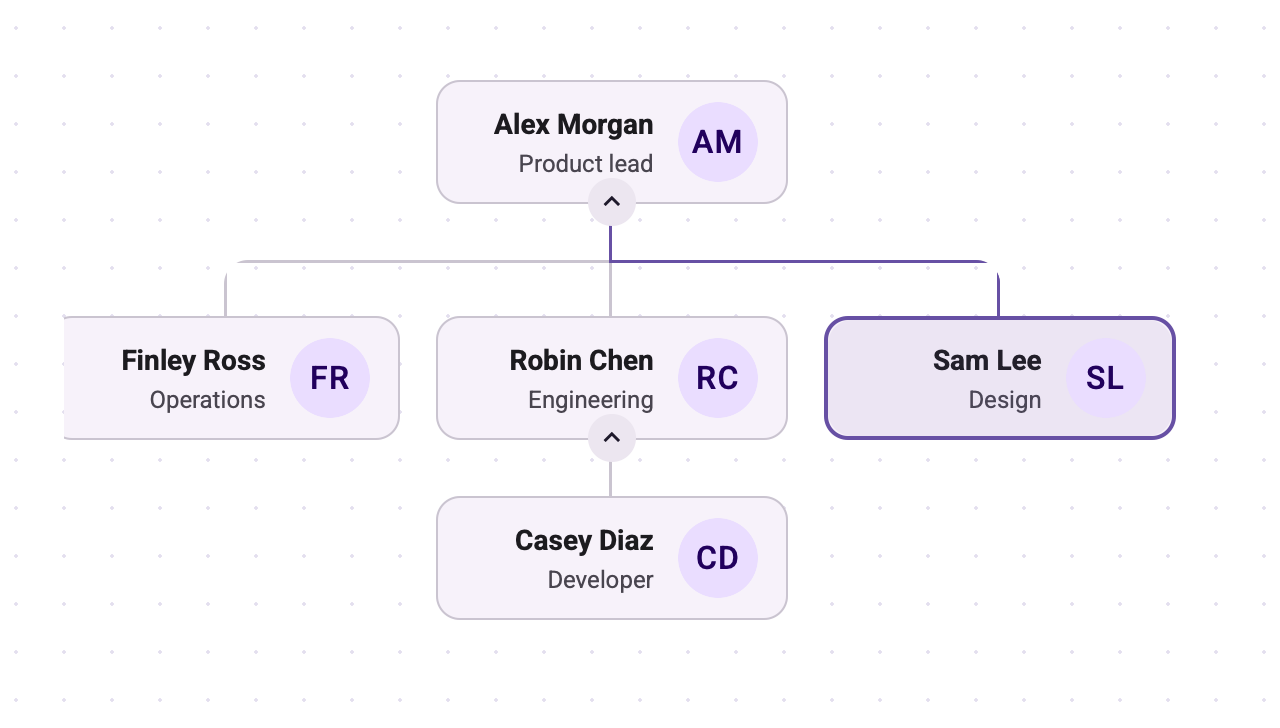 Alex Morgan
Product lead
AM
Finley Ross
Operations
FR
Robin Chen
Engineering
RC
Sam Lee
Design
SL
Casey Diaz
Developer
CD